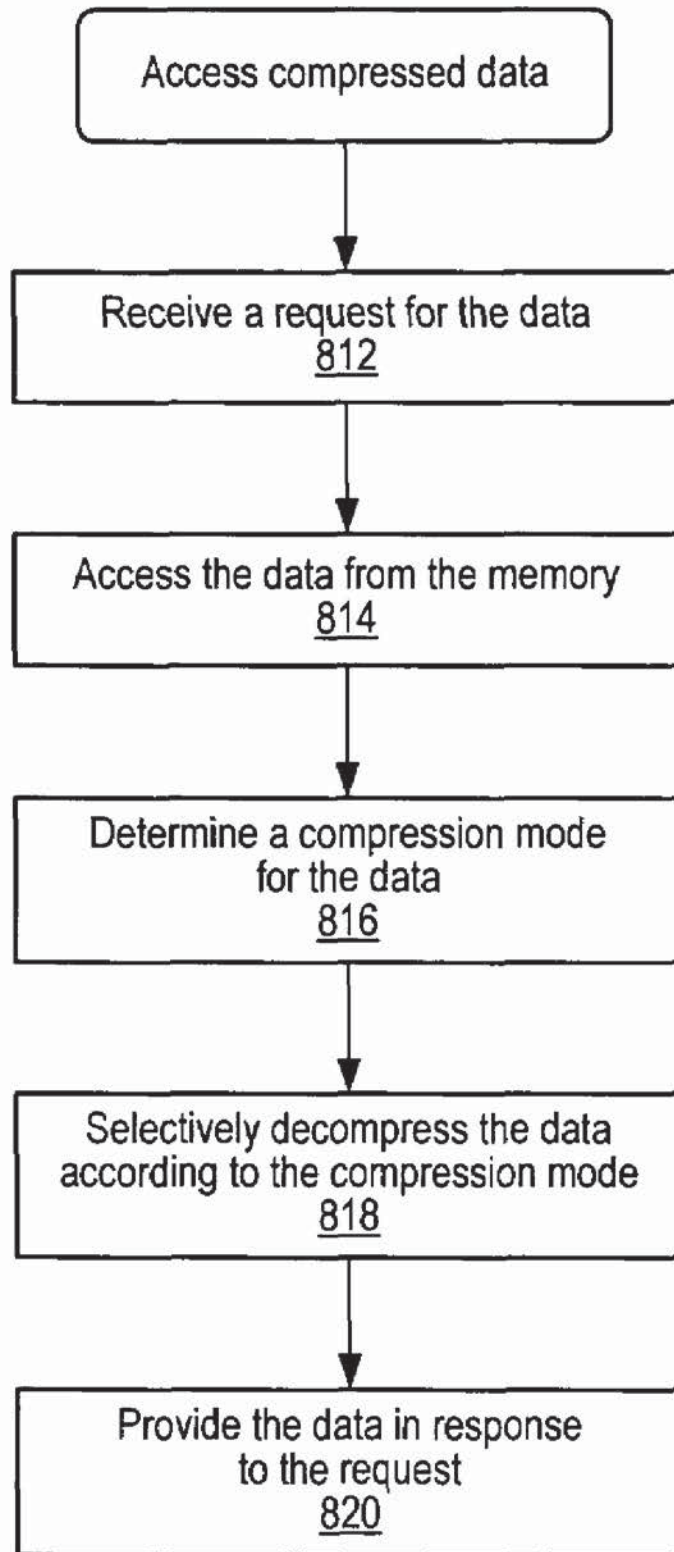 Access compressed data
Receive a request for the data
812
Access the data from the memory
814
Determine a compression mode
for the data
816
Selectively decompress the data
according to the compression mode
818
Provide the data in response
to the request
820